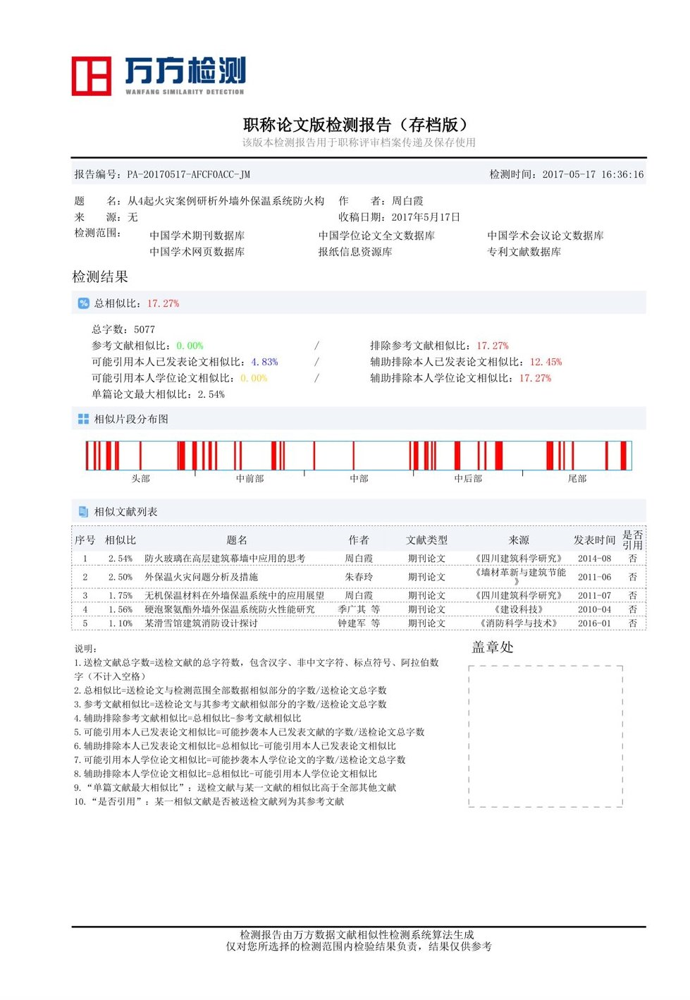 万方检测
WANFANG SIMILARITY DETECTION
职称论文版检测报告（存档版）
该版本检测报告用于职称评审档案传递及保存使用
报告编号：PA-20170517-AFCF0ACC-JM 检测时间：2017-05-17 16:36:16
题 名：从4起火灾案例研析外墙外保温系统防火构 作 者：周白霞
来 源：无 收稿日期：2017年5月17日
检测范围： 中国学术期刊数据库 中国学位论文全文数据库 中国学术会议论文数据库
中国学术网页数据库 报纸信息资源库 专利文献数据库
检测结果
% 总相似比：17.27%
总字数：5077
参考文献相似比：0.00% / 排除参考文献相似比：17.27%
可能引用本人已发表论文相似比：4.83% / 辅助排除本人已发表论文相似比：12.45%
可能引用本人学位论文相似比：0.00% / 辅助排除本人学位论文相似比：17.27%
单篇论文最大相似比：2.54%
相似片段分布图
头部 中前部 中部 中后部 尾部
相似文献列表
序号 相似比 题名 作者 文献类型 来源 发表时间 是否引用
1 2.54% 防火玻璃在高层建筑幕墙中应用的思考 周白霞 期刊论文 《四川建筑科学研究》 2014-08 否
2 2.50% 外保温火灾问题分析及措施 朱春玲 期刊论文 《墙材革新与建筑节能》 2011-06 否
3 1.75% 无机保温材料在外墙保温系统中的应用展望 周白霞 期刊论文 《四川建筑科学研究》 2011-07 否
4 1.56% 硬泡聚氨酯外墙外保温系统防火性能研究 季广其 等 期刊论文 《建设科技》 2010-04 否
5 1.10% 某滑雪馆建筑消防设计探讨 钟建军 等 期刊论文 《消防科学与技术》 2016-01 否
说明：
盖章处
1.送检文献总字数=送检文献的总字符数，包含汉字、非中文字符、标点符号、阿拉伯数
字（不计入空格）
2.总相似比=送检论文与检测范围全部数据相似部分的字数/送检论文总字数
3.参考文献相似比=送检论文与其参考文献相似部分的字数/送检论文总字数
4.辅助排除参考文献相似比=总相似比-参考文献相似比
5.可能引用本人已发表论文相似比=可能抄袭本人已发表文献的字数/送检论文总字数
6.辅助排除本人已发表论文相似比=总相似比-可能引用本人已发表论文相似比
7.可能引用本人学位论文相似比=可能抄袭本人学位论文的字数/送检论文总字数
8.辅助排除本人学位论文相似比=总相似比-可能引用本人学位论文相似比
9.“单篇文献最大相似比”：送检文献与某一文献的相似比高于全部其他文献
10.“是否引用”：某一相似文献是否被送检文献列为其参考文献
检测报告由万方数据文献相似性检测系统算法生成
仅对您所选择的检测范围内检验结果负责，结果仅供参考